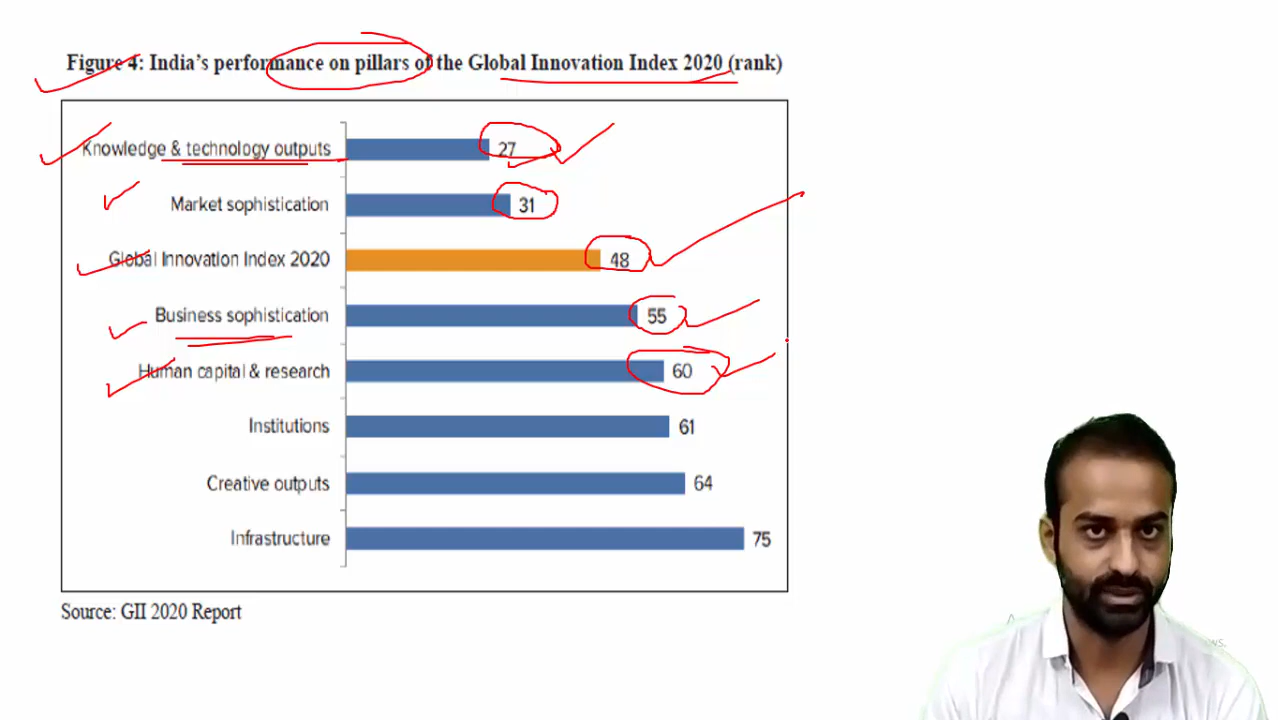 Figure 4: India's performance on pillars of the Global Innovation Index 2020 (rank)
Knowledge & technology outputs 27
Market sophistication 31
Global Innovation Index 2020 48
Business sophistication 55
Human capital & research 60
Institutions 61
Creative outputs 64
Infrastructure 75
Source: GII 2020 Report